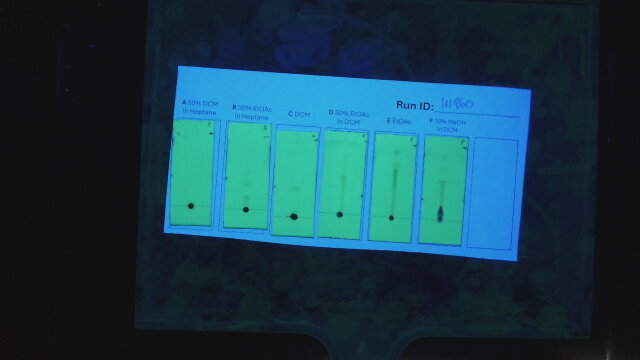 Run ID:
A 50% DCM
in Heptane
B 50% EtOAc
in Heptane
C DCM
D 50% EtOAc
in DCM
E EtOAc
F 10% MeOH
in DCM